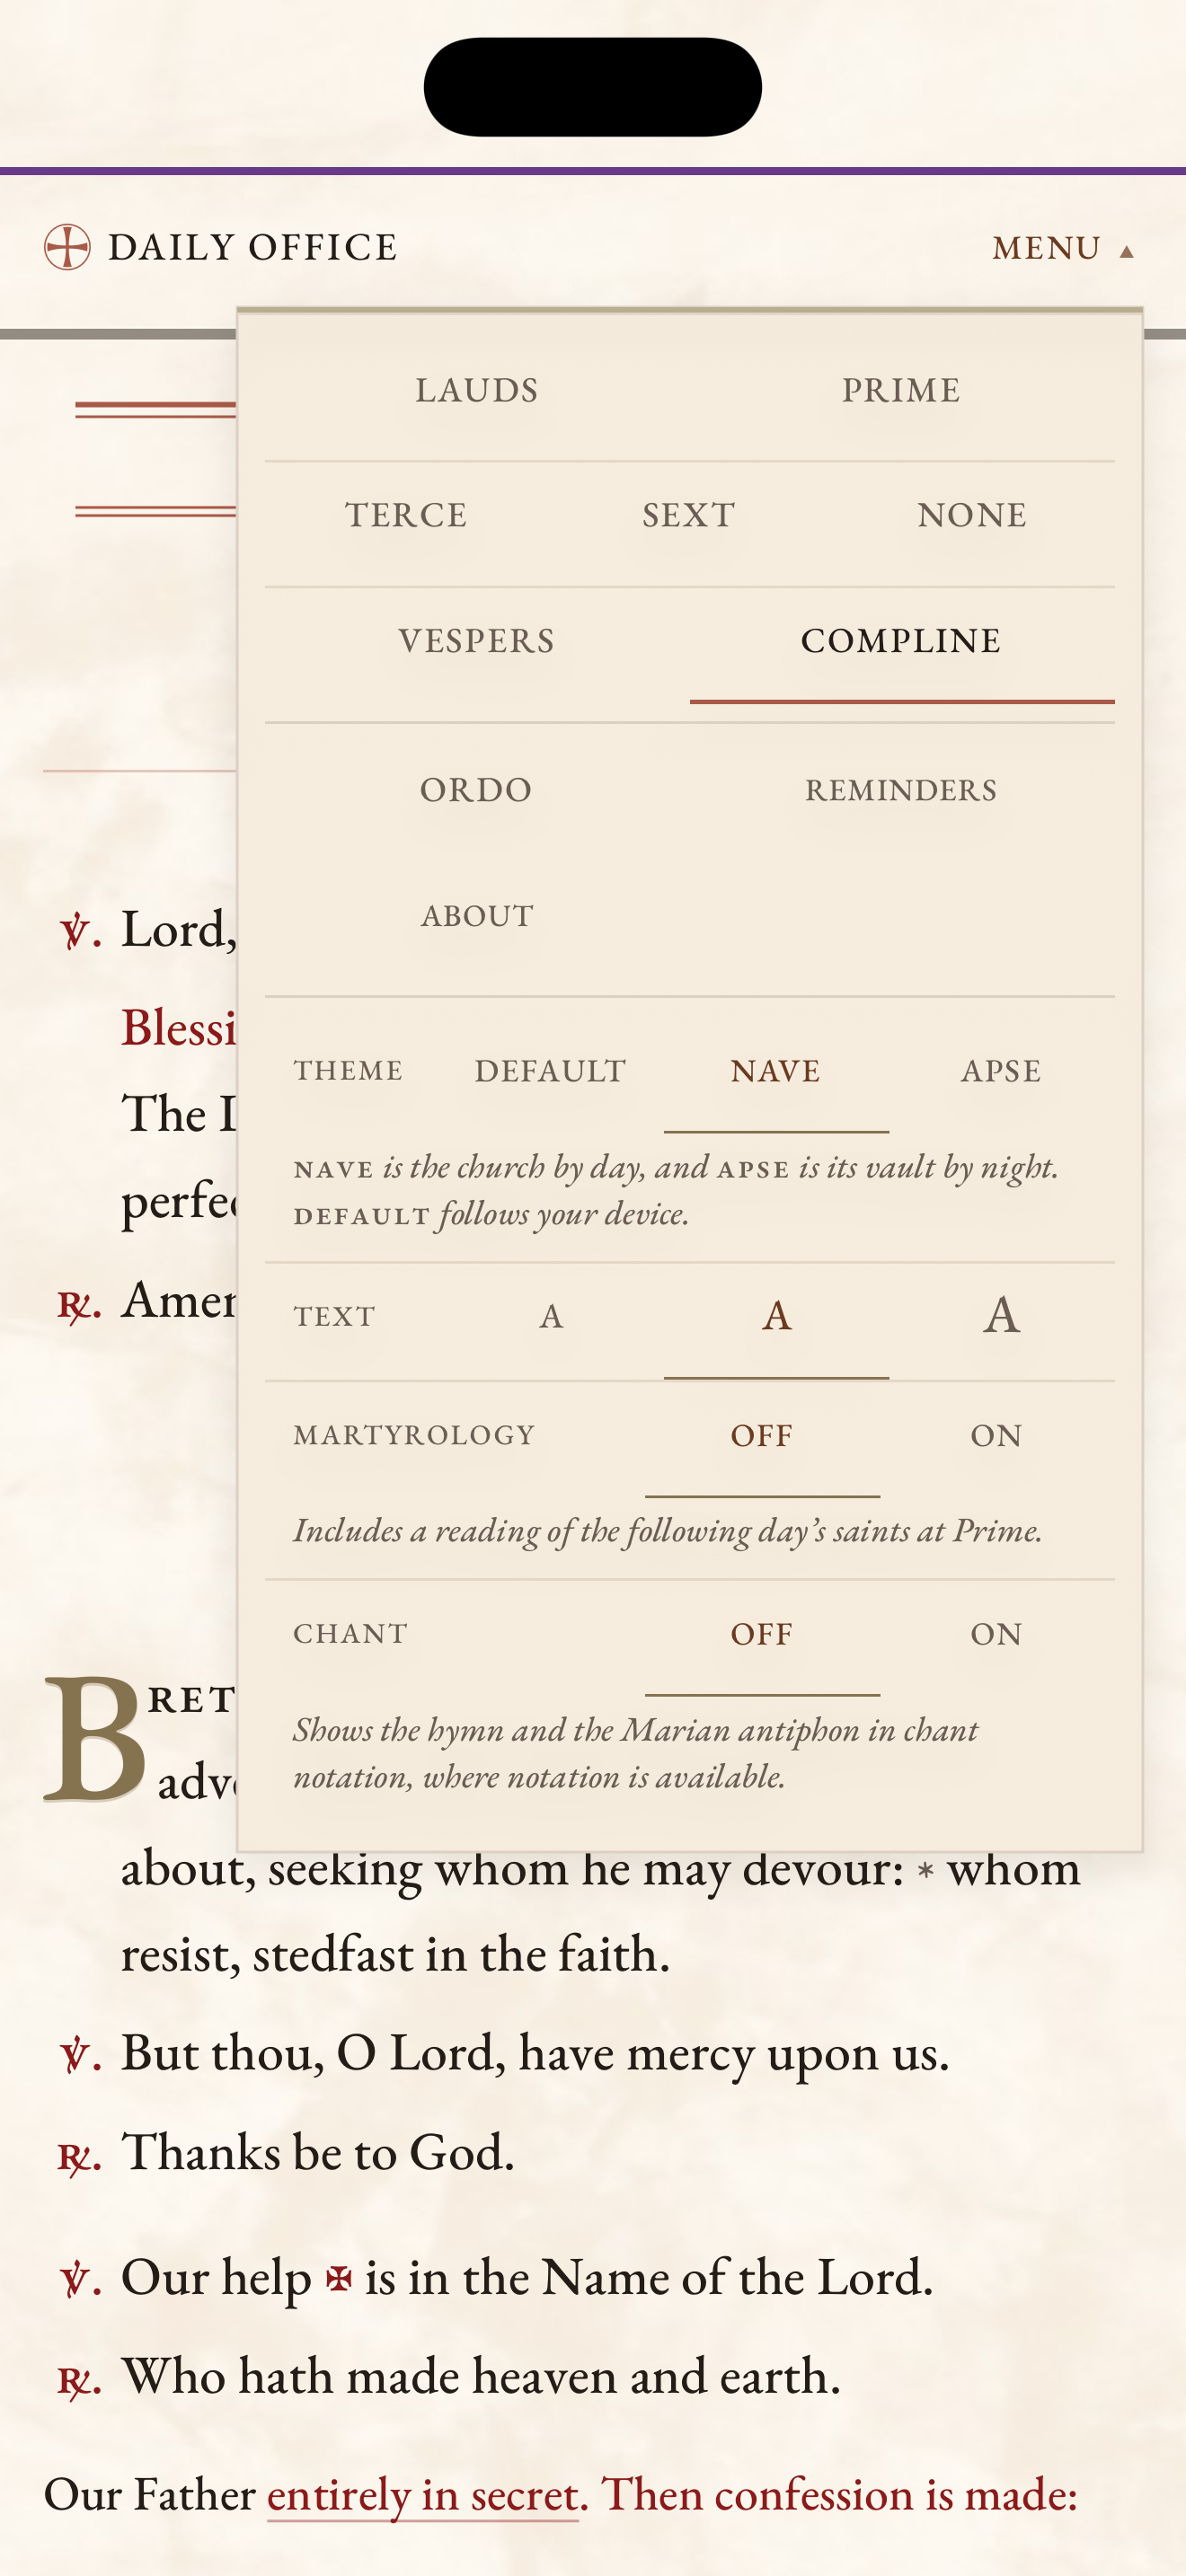 DAILY OFFICE MENU ▲
LAUDS PRIME
TERCE SEXT NONE
VESPERS COMPLINE
ORDO REMINDERS
ABOUT
THEME DEFAULT NAVE APSE
NAVE is the church by day, and APSE is its vault by night.
DEFAULT follows your device.
TEXT A A A
MARTYROLOGY OFF ON
Includes a reading of the following day’s saints at Prime.
CHANT OFF ON
Shows the hymn and the Marian antiphon in chant
notation, where notation is available.
℣. Lord,
The
℟.
about, seeking whom he may devour: * whom
resist, stedfast in the faith.
℣. But thou, O Lord, have mercy upon us.
℟. Thanks be to God.
℣. Our help ✠ is in the Name of the Lord.
℟. Who hath made heaven and earth.
Our Father entirely in secret. Then confession is made: